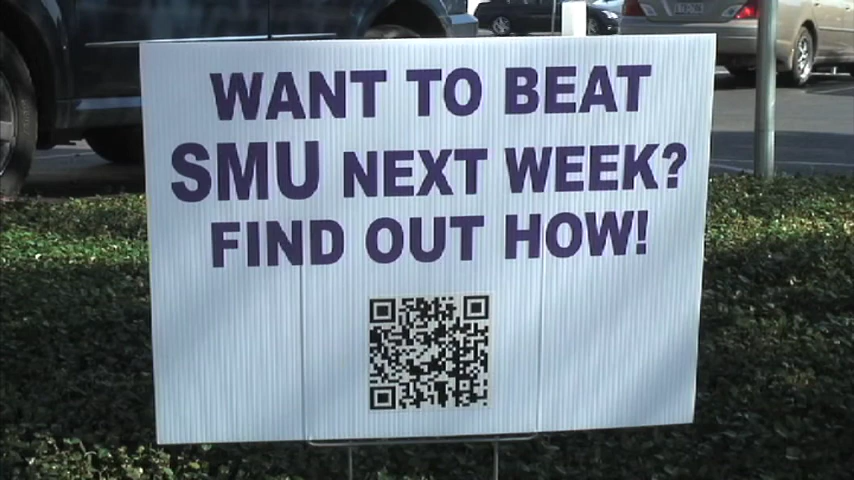 WANT TO BEAT
SMU NEXT WEEK?
FIND OUT HOW!